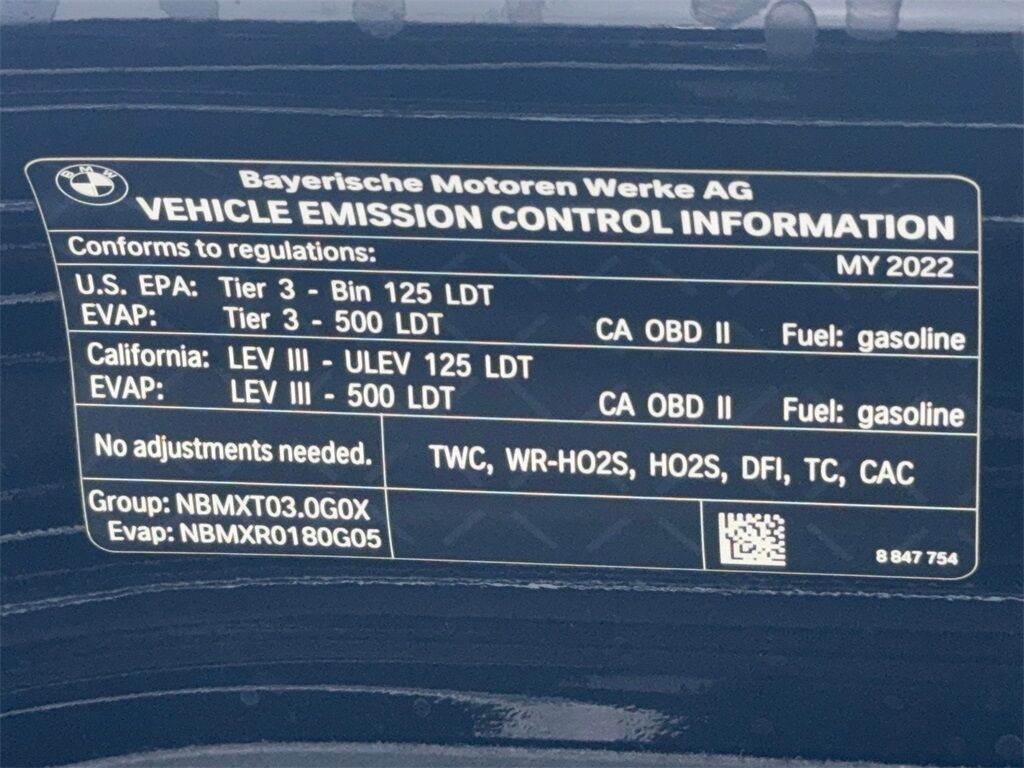 BMW
Bayerische Motoren Werke AG
VEHICLE EMISSION CONTROL INFORMATION
Conforms to regulations:
MY 2022
U.S. EPA: Tier 3 - Bin 125 LDT
EVAP: Tier 3 - 500 LDT CA OBD II Fuel: gasoline
California: LEV III - ULEV 125 LDT
EVAP: LEV III - 500 LDT CA OBD II Fuel: gasoline
No adjustments needed.
TWC, WR-HO2S, HO2S, DFI, TC, CAC
Group: NBMXT03.0G0X
Evap: NBMXR0180G05
8 847 754